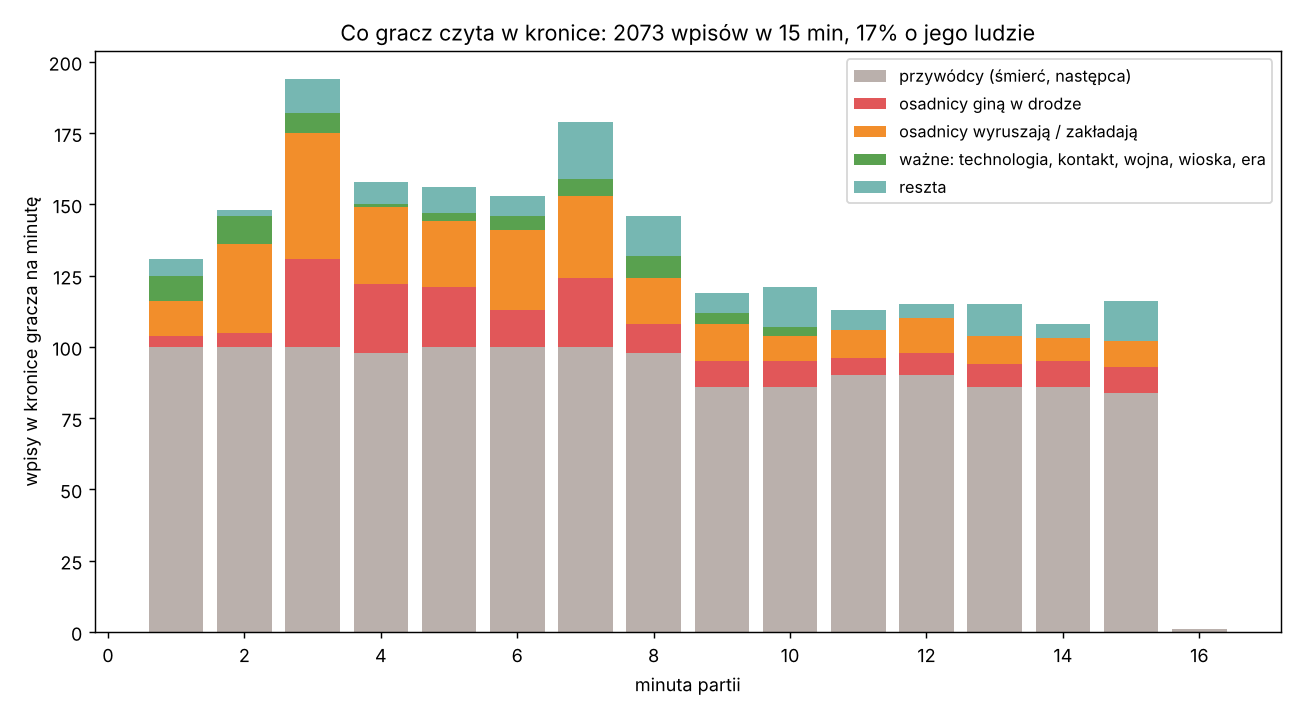 Co gracz czyta w kronice: 2073 wpisów w 15 min, 17% o jego ludzie
wpisy w kronice gracza na minutę
200
175
150
125
100
75
50
25
0
przywódcy (śmierć, następca)
osadnicy giną w drodze
osadnicy wyruszają / zakładają
ważne: technologia, kontakt, wojna, wioska, era
reszta
0 2 4 6 8 10 12 14 16
minuta partii